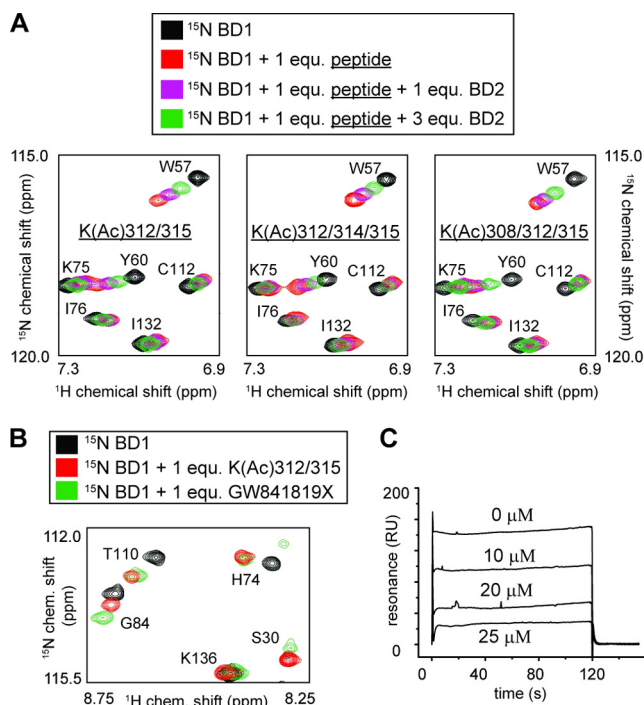 A
¹⁵N BD1
¹⁵N BD1 + 1 equ. peptide
¹⁵N BD1 + 1 equ. peptide + 1 equ. BD2
¹⁵N BD1 + 1 equ. peptide + 3 equ. BD2
115.0
120.0
¹⁵N chemical shift (ppm)
W57
K(Ac)312/315
K75
Y60
C112
I76
I132
7.3
6.9
¹H chemical shift (ppm)
W57
K(Ac)312/314/315
K75
Y60
C112
I76
I132
7.3
6.9
¹H chemical shift (ppm)
W57
K(Ac)308/312/315
K75
Y60
C112
I76
I132
7.3
6.9
¹H chemical shift (ppm)
115.0
120.0
¹⁵N chemical shift (ppm)
B
¹⁵N BD1
¹⁵N BD1 + 1 equ. K(Ac)312/315
¹⁵N BD1 + 1 equ. GW841819X
112.0
115.5
¹⁵N chem. shift
(ppm)
T110
H74
G84
S30
K136
8.75
8.25
¹H chem. shift (ppm)
C
200
0
resonance (RU)
0 µM
10 µM
20 µM
25 µM
0
40
80
120
time (s)